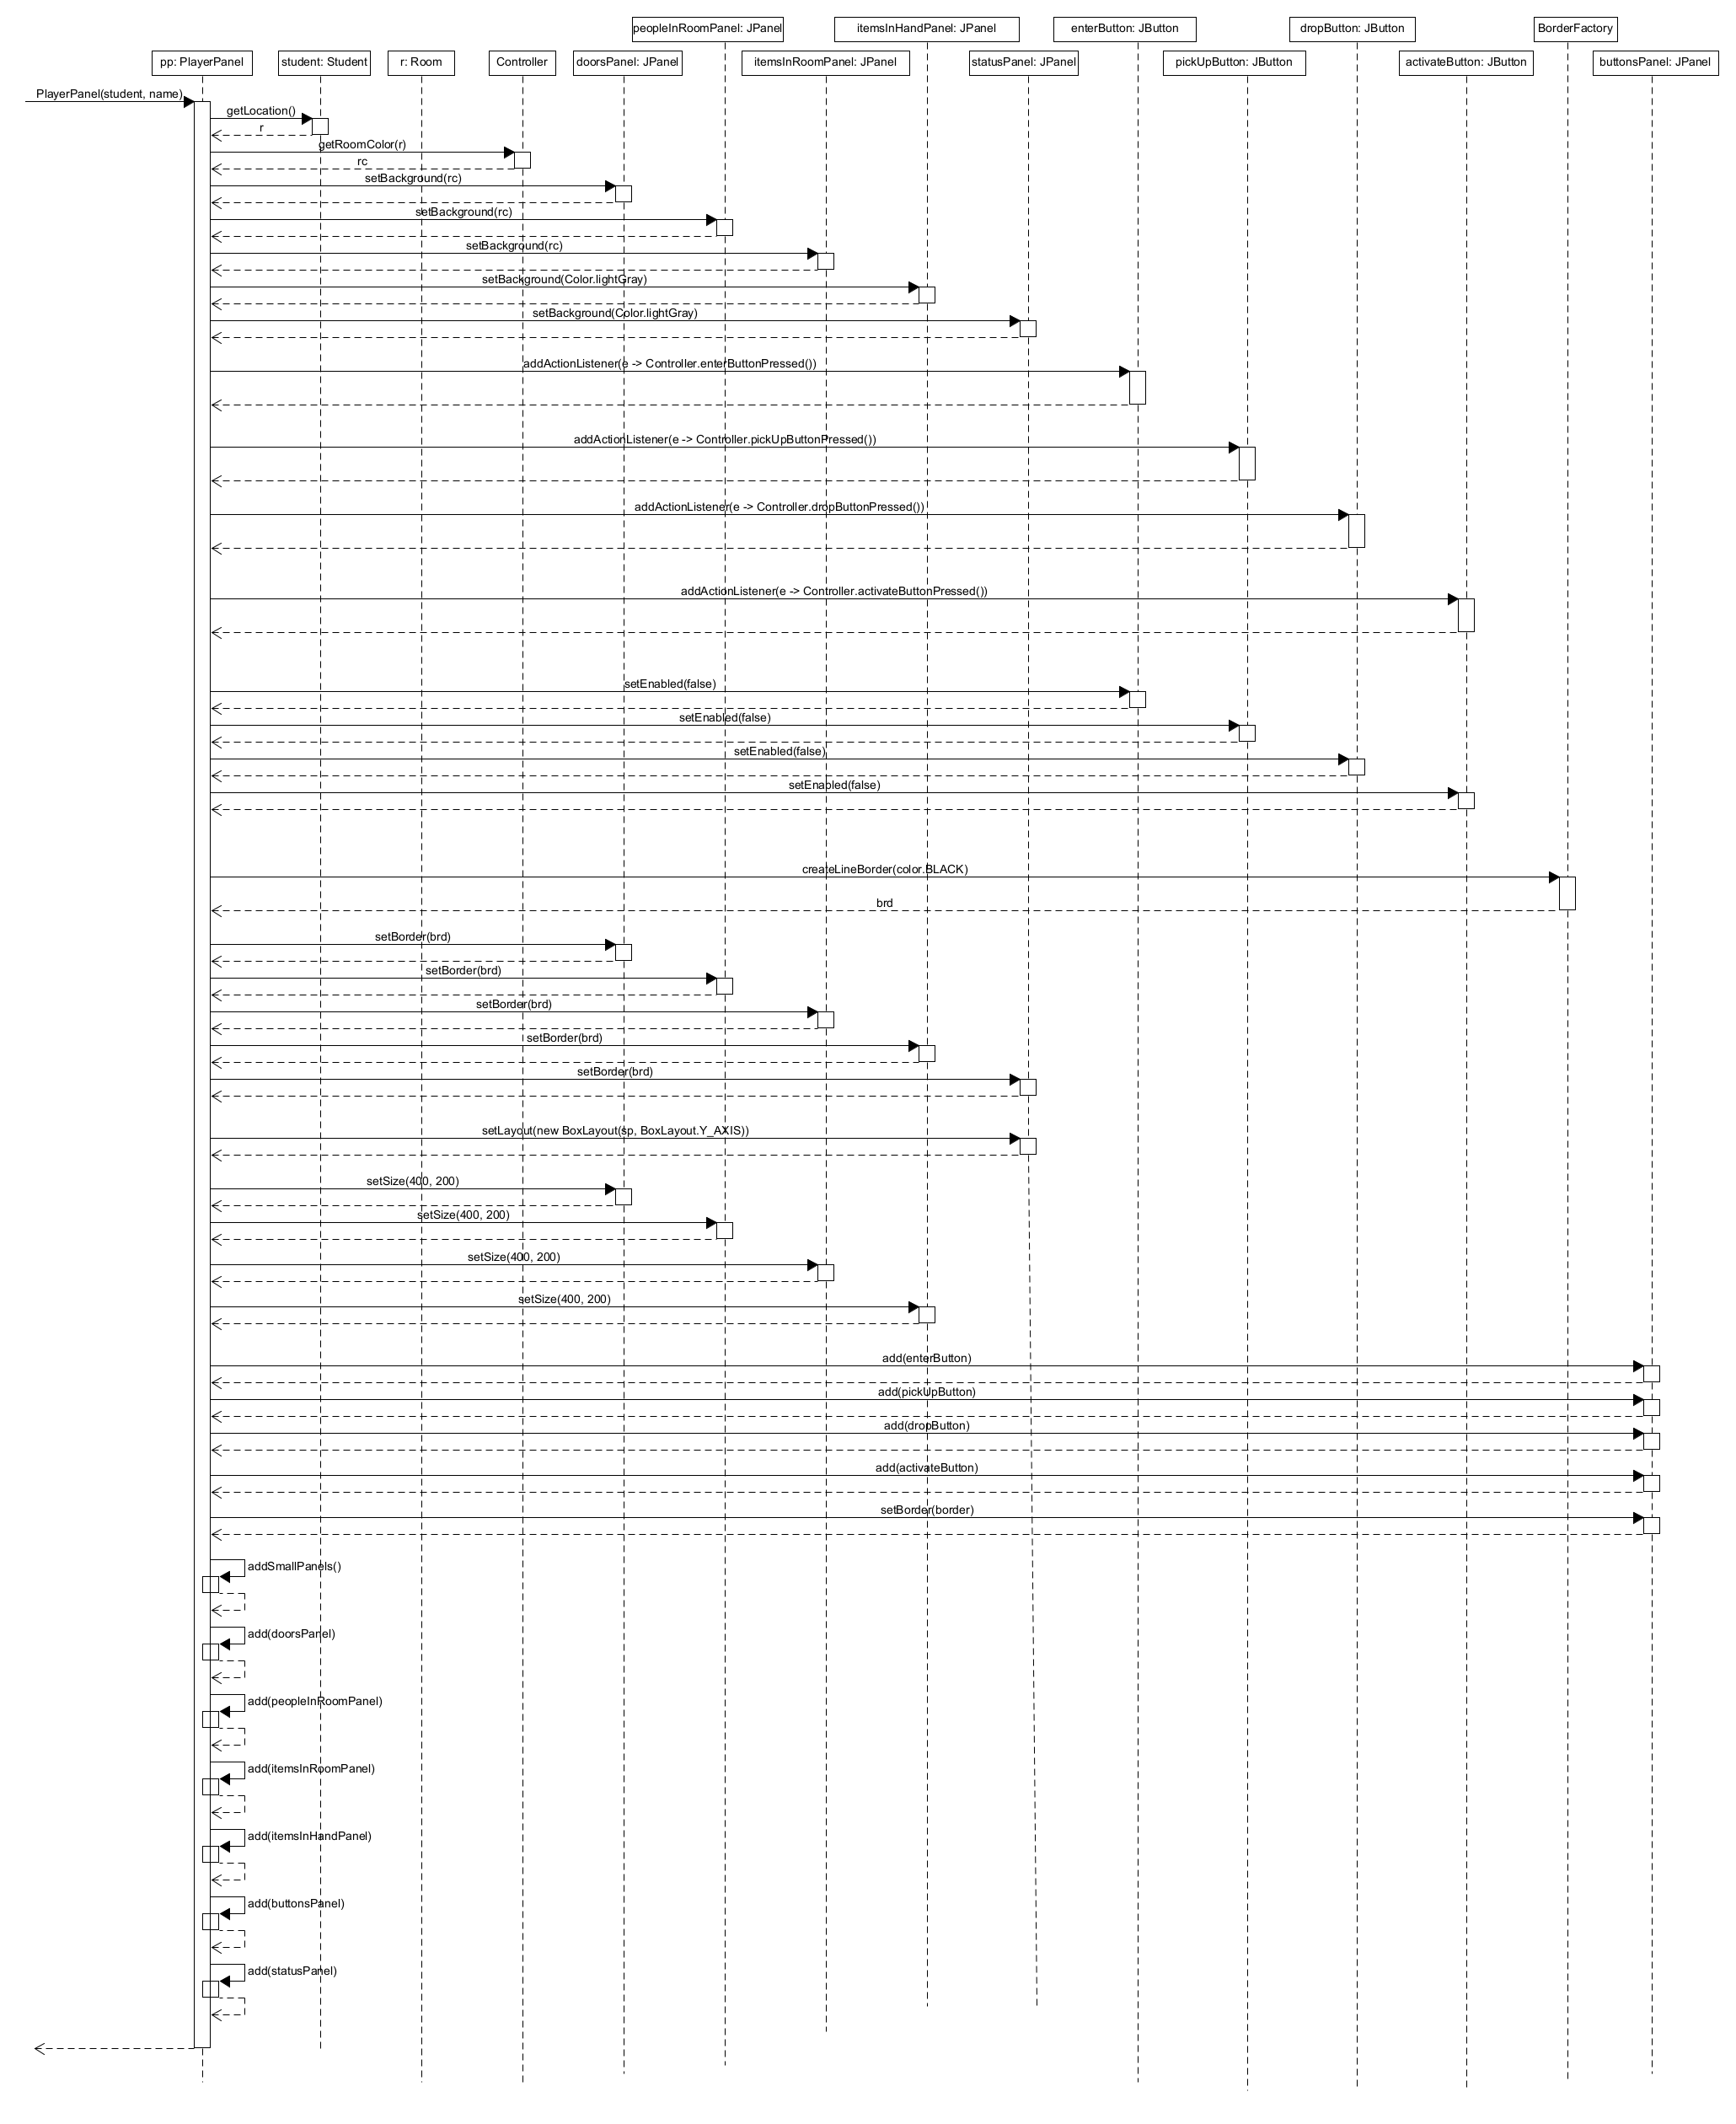 peopleInRoomPanel: JPanel
itemsInHandPanel: JPanel
enterButton: JButton
dropButton: JButton
BorderFactory
pp: PlayerPanel
student: Student
r: Room
Controller
doorsPanel: JPanel
itemsInRoomPanel: JPanel
statusPanel: JPanel
pickUpButton: JButton
activateButton: JButton
buttonsPanel: JPanel
PlayerPanel(student, name)
getLocation()
r
getRoomColor(r)
rc
setBackground(rc)
setBackground(rc)
setBackground(rc)
setBackground(Color.lightGray)
setBackground(Color.lightGray)
addActionListener(e -> Controller.enterButtonPressed())
addActionListener(e -> Controller.pickUpButtonPressed())
addActionListener(e -> Controller.dropButtonPressed())
addActionListener(e -> Controller.activateButtonPressed())
setEnabled(false)
setEnabled(false)
setEnabled(false)
setEnabled(false)
createLineBorder(color.BLACK)
brd
setBorder(brd)
setBorder(brd)
setBorder(brd)
setBorder(brd)
setBorder(brd)
setLayout(new BoxLayout(sp, BoxLayout.Y_AXIS))
setSize(400, 200)
setSize(400, 200)
setSize(400, 200)
setSize(400, 200)
add(enterButton)
add(pickUpButton)
add(dropButton)
add(activateButton)
setBorder(border)
addSmallPanels()
add(doorsPanel)
add(peopleInRoomPanel)
add(itemsInRoomPanel)
add(itemsInHandPanel)
add(buttonsPanel)
add(statusPanel)